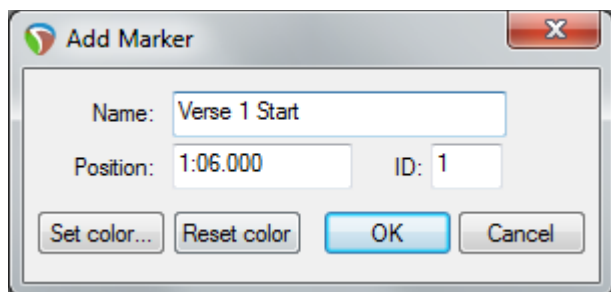 Add Marker
Name: Verse 1 Start
Position: 1:06.000 ID: 1
Set color... Reset color OK Cancel